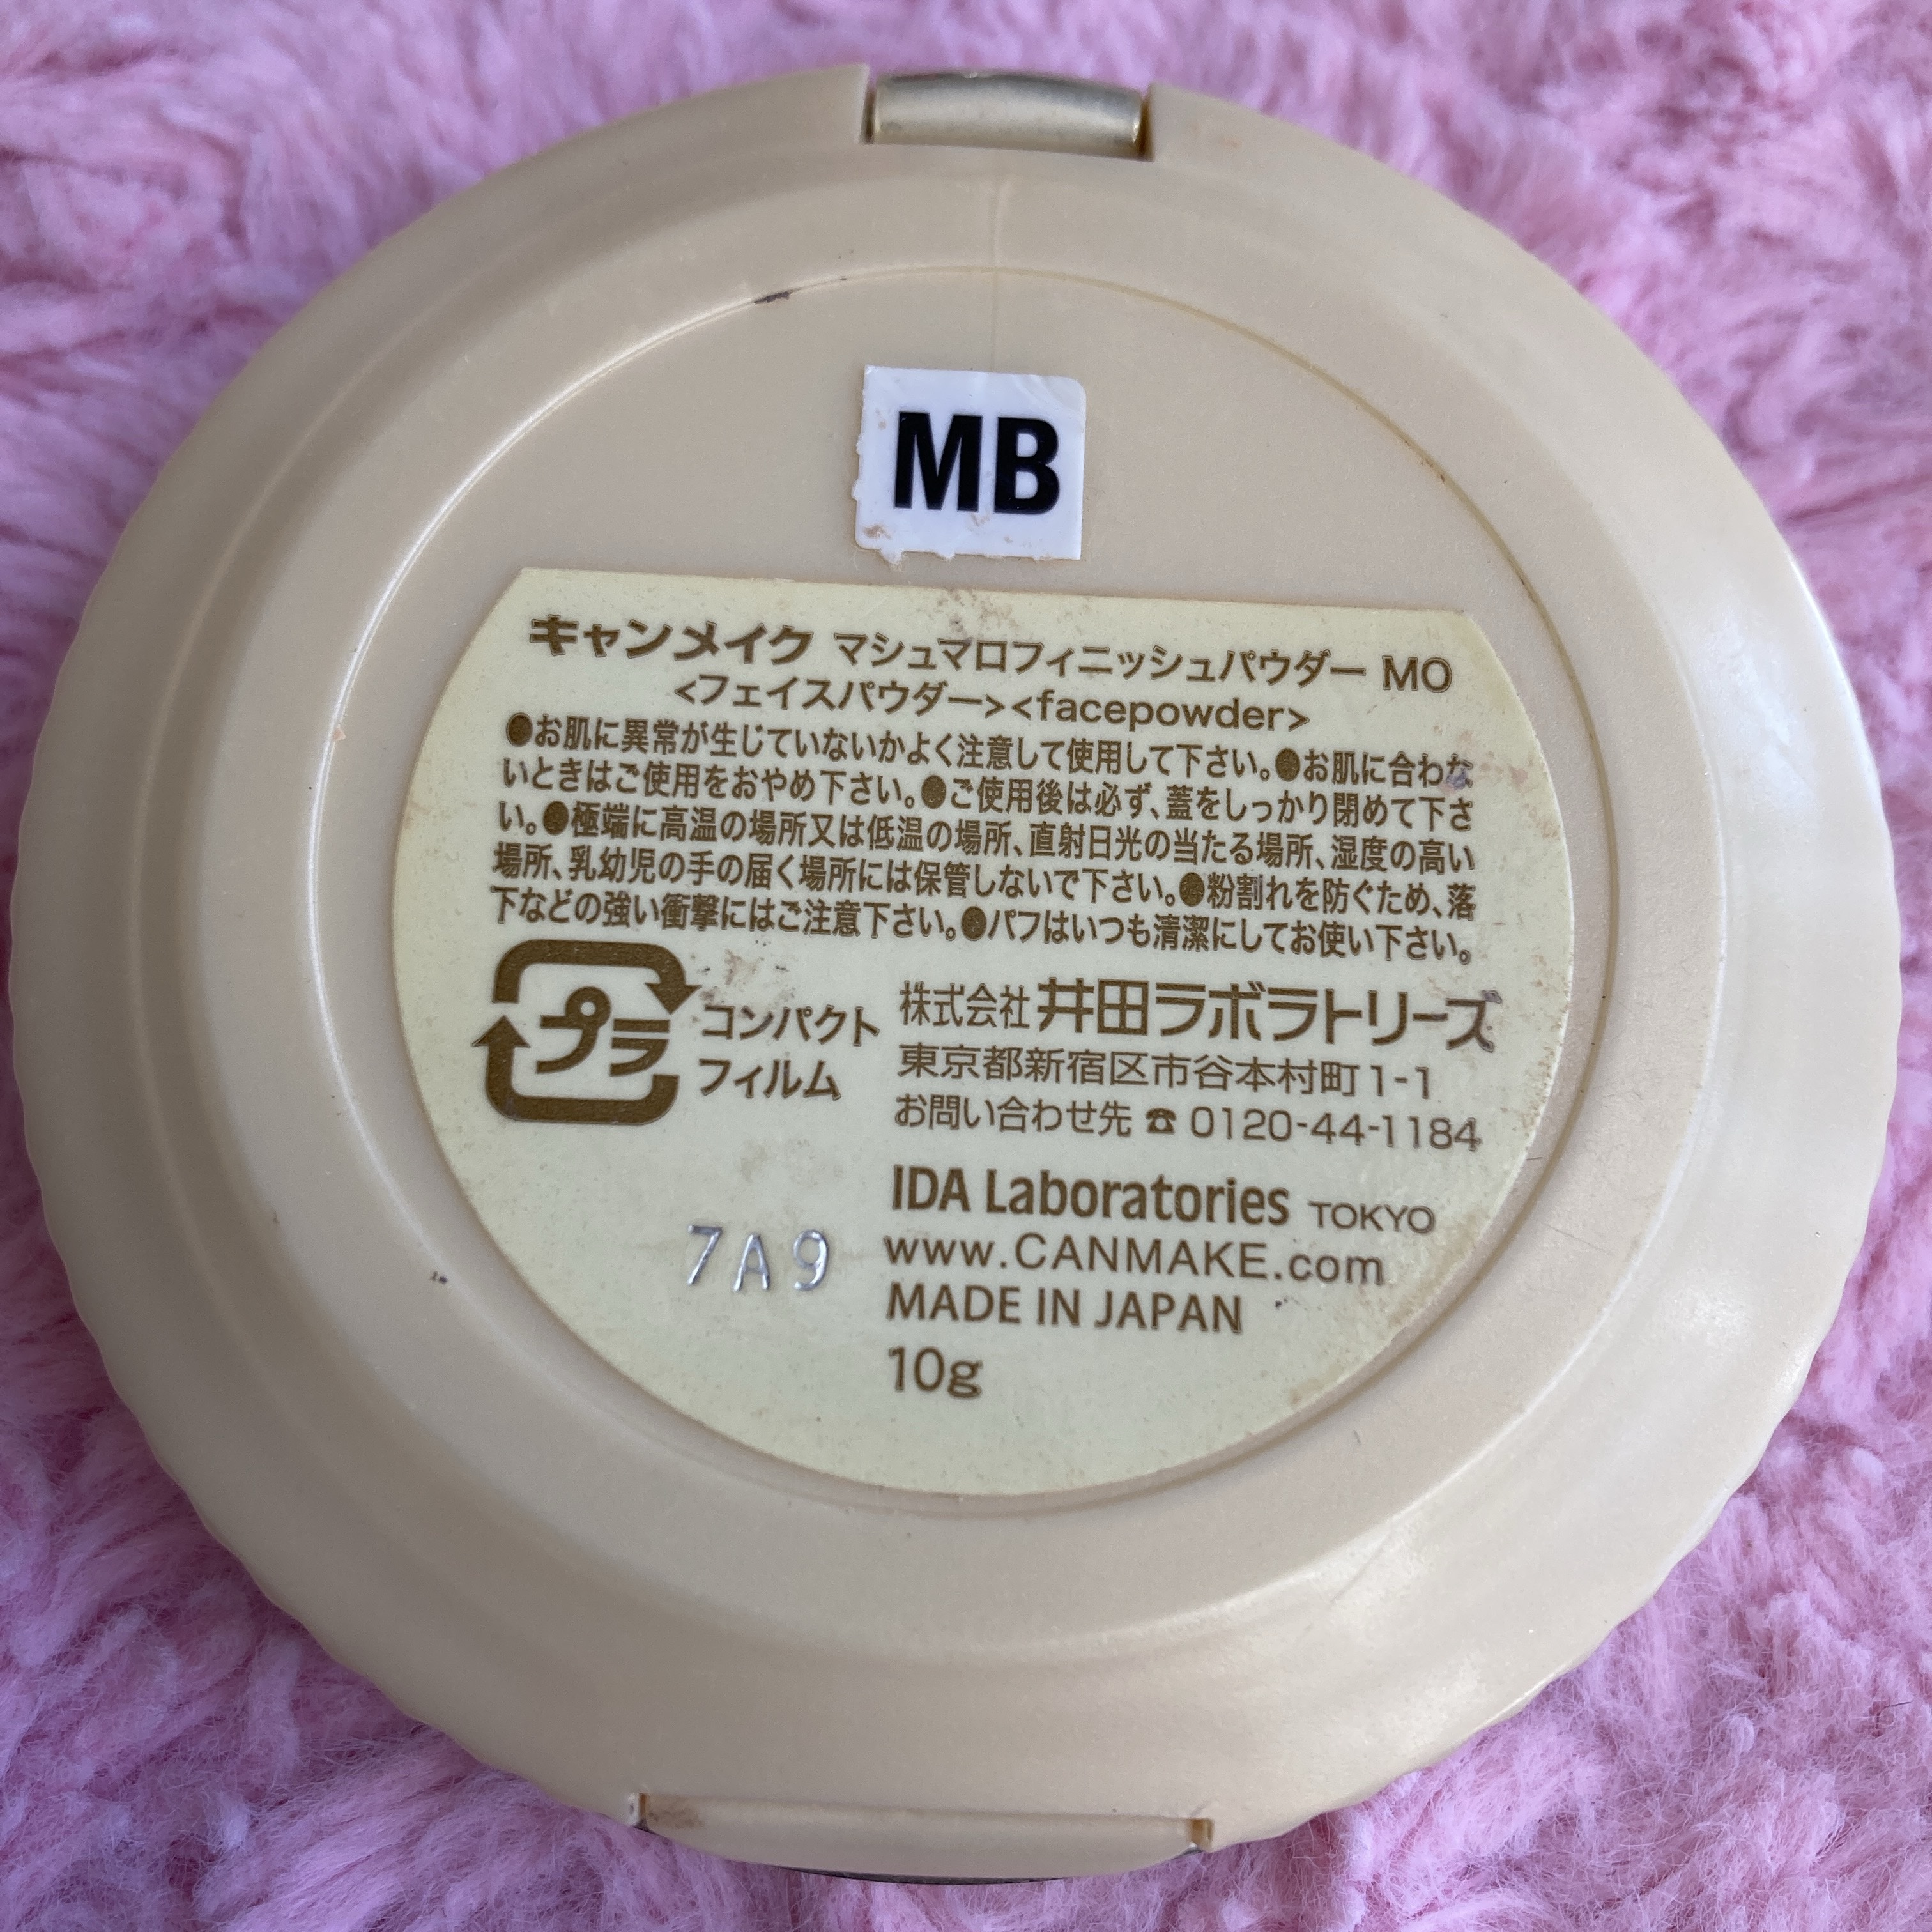 MB
キャンメイク マシュマロフィニッシュパウダー MO
<フェイスパウダー><facepowder>
●お肌に異常が生じていないかよく注意して使用して下さい。●お肌に合わな
いときはご使用をおやめ下さい。●ご使用後は必ず、蓋をしっかり閉めて下さ
い。●極端に高温の場所又は低温の場所、直射日光の当たる場所、湿度の高い
場所、乳幼児の手の届く場所には保管しないで下さい。●粉割れを防ぐため、落
下などの強い衝撃にはご注意下さい。●パフはいつも清潔にしてお使い下さい。
プラ
コンパクト
フィルム
株式会社井田ラボラトリーズ
東京都新宿区市谷本村町1-1
お問い合わせ先 ☎ 0120-44-1184
IDA Laboratories TOKYO
www.CANMAKE.com
MADE IN JAPAN
10g
7A9